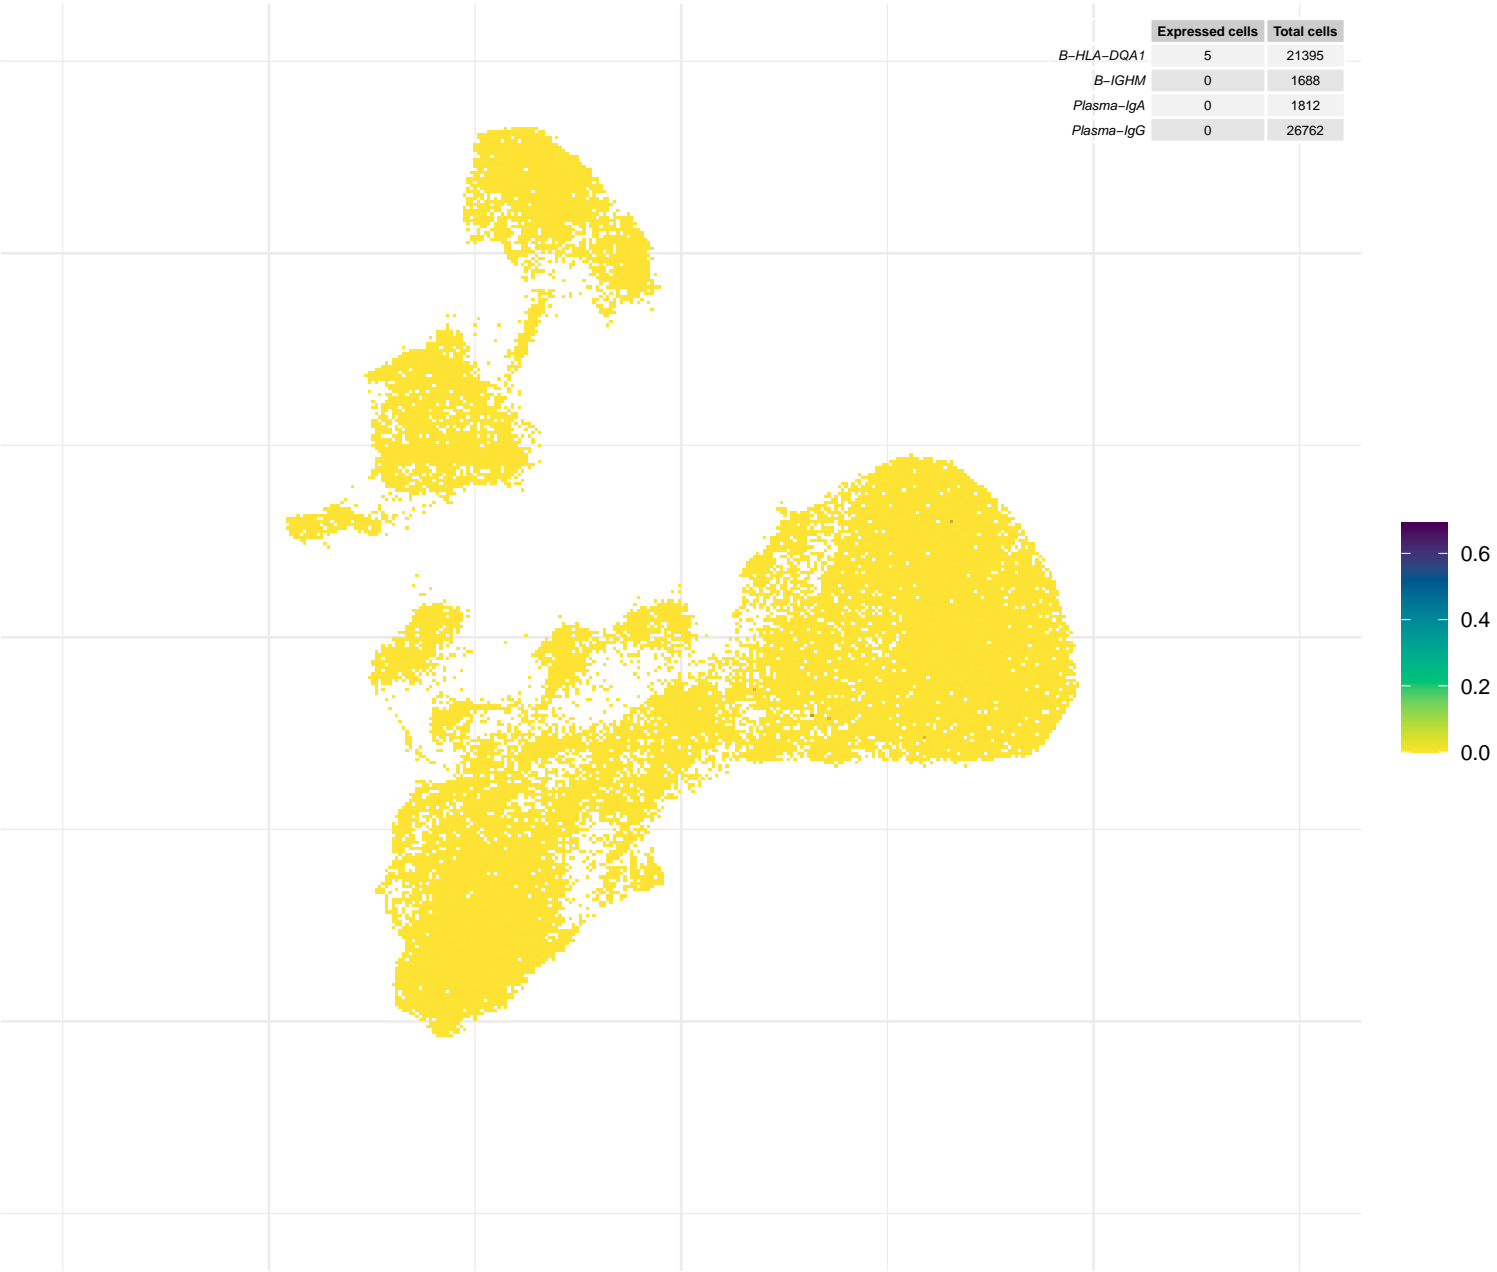 Expressed cells Total cells
B−HLA−DQA1 5 21395
B−IGHM 0 1688
Plasma−IgA 0 1812
Plasma−IgG 0 26762
0.6
0.4
0.2
0.0